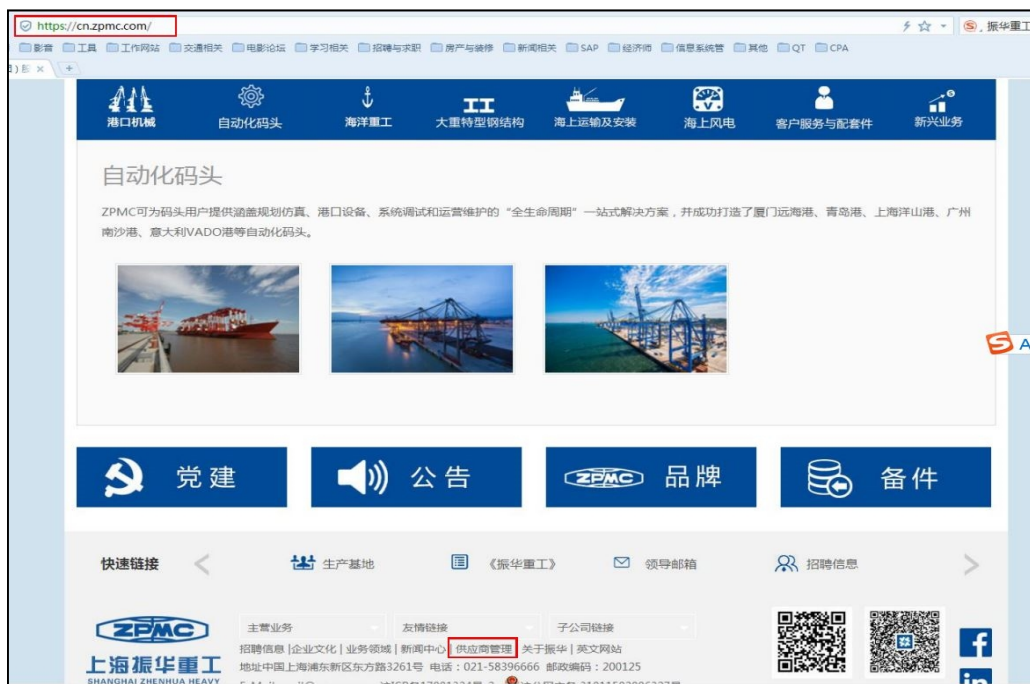 https://cn.zpmc.com/
振华重工
影音 工具 工作网站 交通相关 电影论坛 学习相关 招聘与求职 房产与装修 新闻相关 SAP 经济师 信息系统管 其他 QT CPA
港口机械 自动化码头 海洋重工 大重特型钢结构 海上运输及安装 海上风电 客户服务与配套件 新兴业务
自动化码头
ZPMC可为码头用户提供涵盖规划仿真、港口设备、系统调试和运营维护的“全生命周期”一站式解决方案，并成功打造了厦门远海港、青岛港、上海洋山港、广州
南沙港、意大利VADO港等自动化码头。
党建 公告 ZPMC 品牌 备件
快速链接 生产基地 《振华重工》 领导邮箱 招聘信息
ZPMC
主营业务 友情链接 子公司链接
招聘信息 |企业文化 | 业务领域 | 新闻中心 | 供应商管理 | 关于振华 | 英文网站
上海振华重工
地址中国上海浦东新区东方路3261号 电话：021-58396666 邮政编码：200125
SHANGHAI ZHENHUA HEAVY